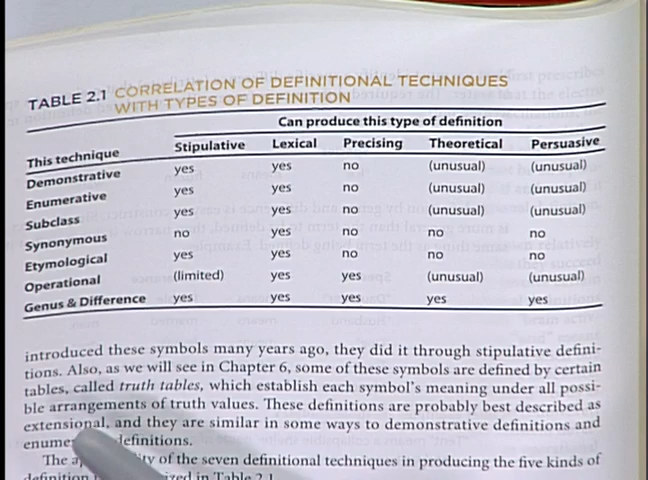 TABLE 2.1 CORRELATION OF DEFINITIONAL TECHNIQUES
WITH TYPES OF DEFINITION
Can produce this type of definition
This technique Stipulative Lexical Precising Theoretical Persuasive
Demonstrative yes yes no (unusual) (unusual)
Enumerative yes yes no (unusual) (unusual)
Subclass yes yes no (unusual) (unusual)
Synonymous no yes no no no
Etymological yes yes no no no
Operational (limited) yes yes (unusual) (unusual)
Genus & Difference yes yes yes yes yes
introduced these symbols many years ago, they did it through stipulative defini-
tions. Also, as we will see in Chapter 6, some of these symbols are defined by certain
tables, called truth tables, which establish each symbol's meaning under all possi-
ble arrangements of truth values. These definitions are probably best described as
extensional, and they are similar in some ways to demonstrative definitions and
definitions.
The of the seven definitional techniques in producing the five kinds of
definition in Table 2.1